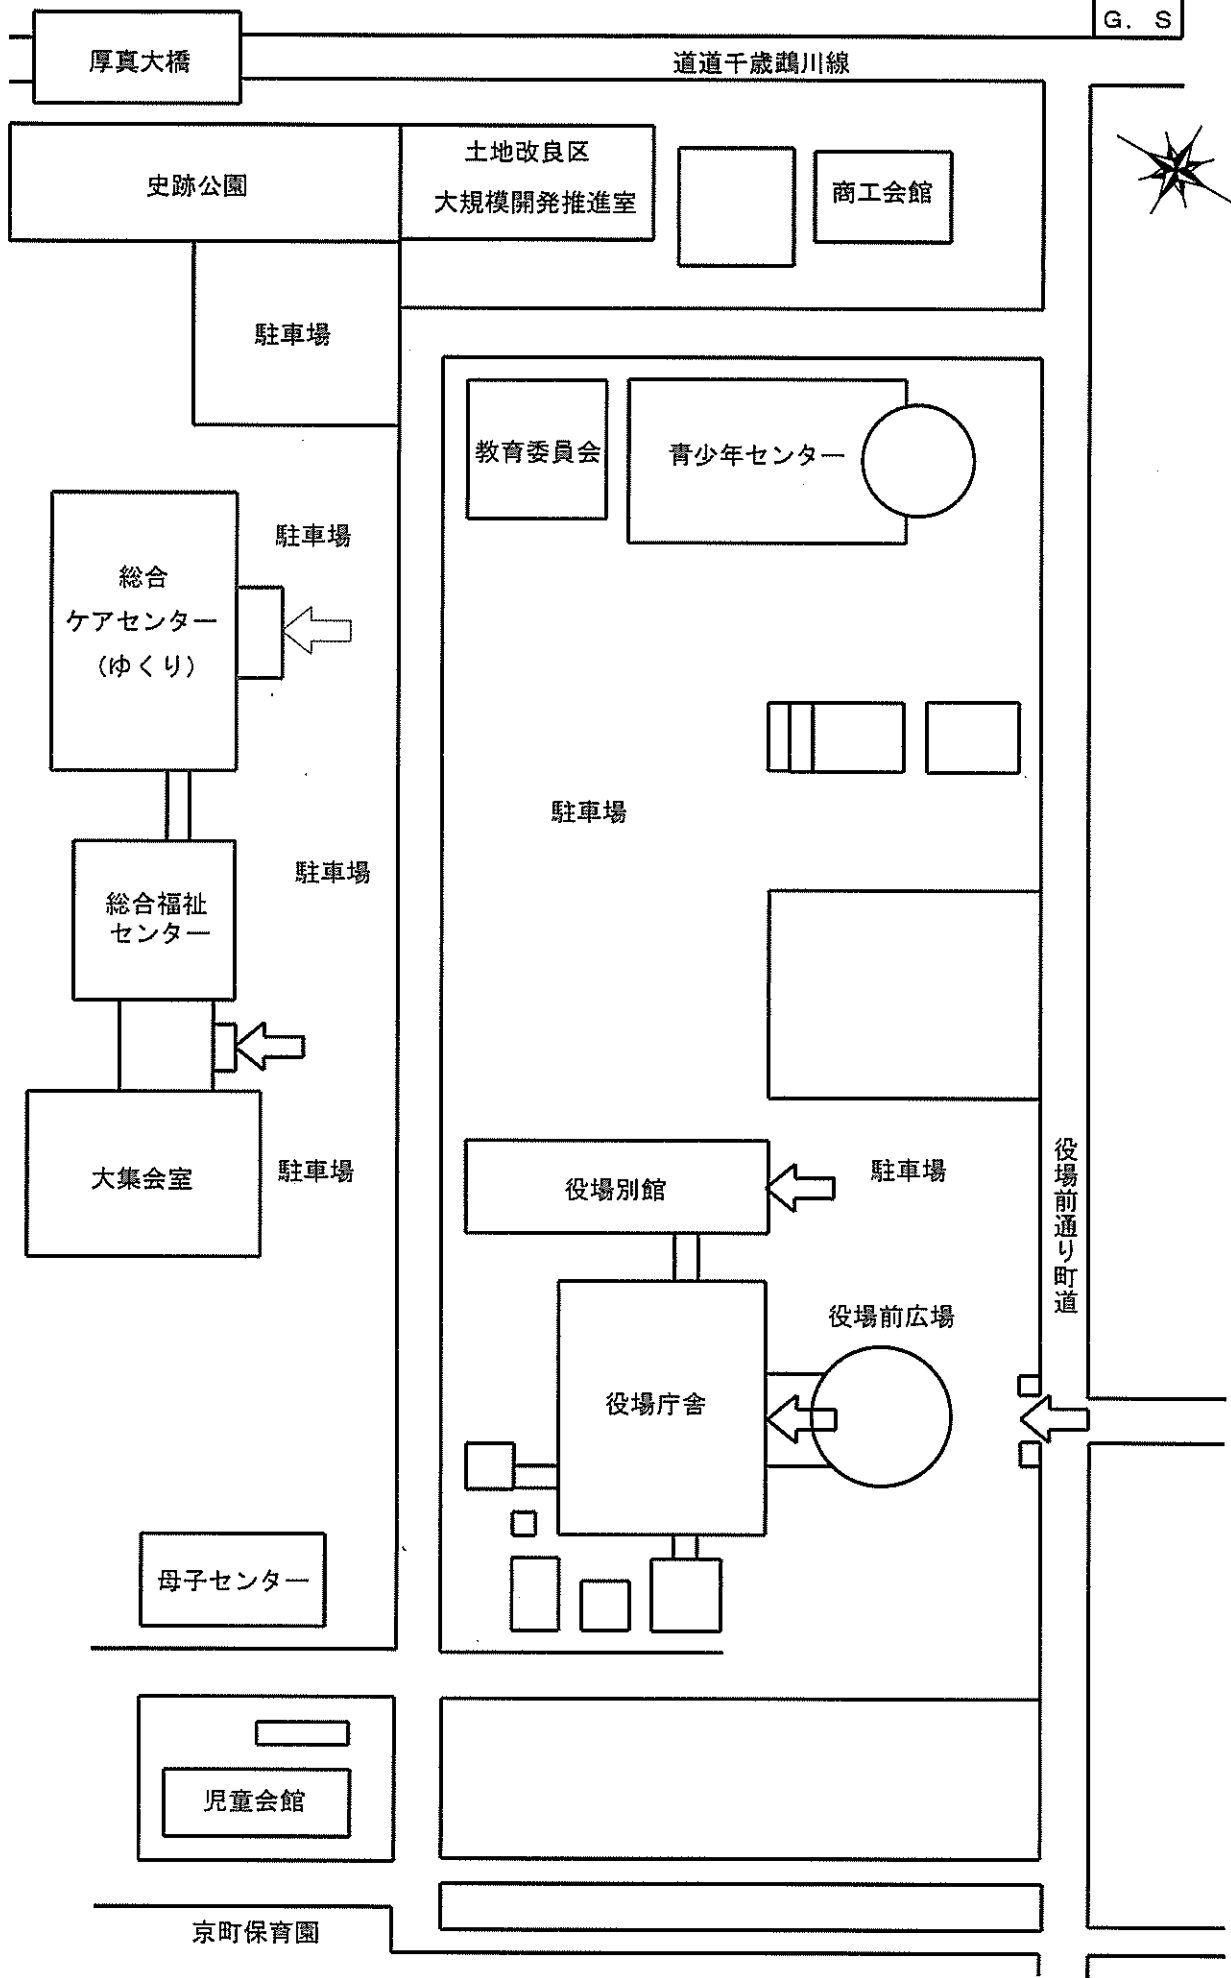 G. S
厚真大橋
道道千歳鵡川線
史跡公園
土地改良区
大規模開発推進室
商工会館
駐車場
教育委員会
青少年センター
駐車場
総合
ケアセンター
(ゆくり)
駐車場
駐車場
総合福祉
センター
大集会室
駐車場
役場別館
駐車場
役場前通り町道
役場前広場
役場庁舎
母子センター
児童会館
京町保育園